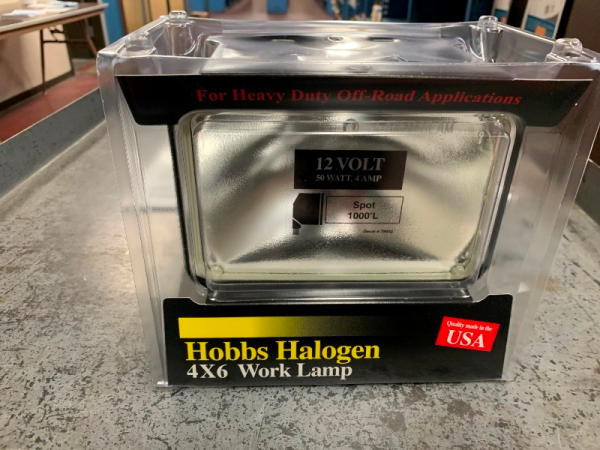 For Heavy Duty Off-Road Applications
12 VOLT
50 WATT, 4 AMP
Spot
1000'L
Quality made in the
USA
Hobbs Halogen
4X6 Work Lamp